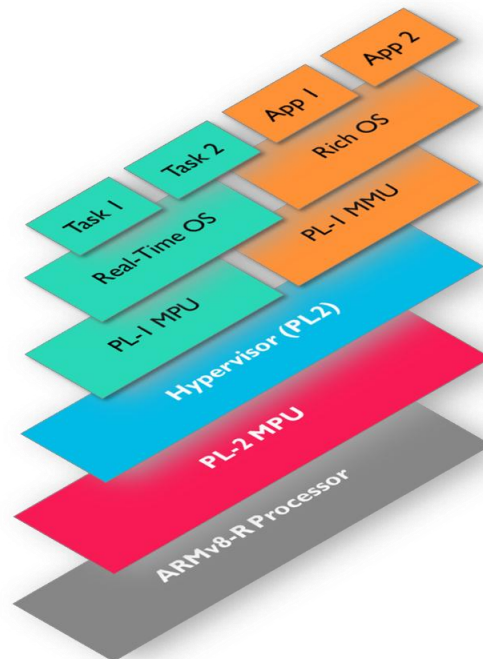 App 2
App 1
Task 2
Task 1
Rich OS
Real-Time OS
PL-1 MMU
PL-1 MPU
Hypervisor (PL2)
PL-2 MPU
ARMv8-R Processor